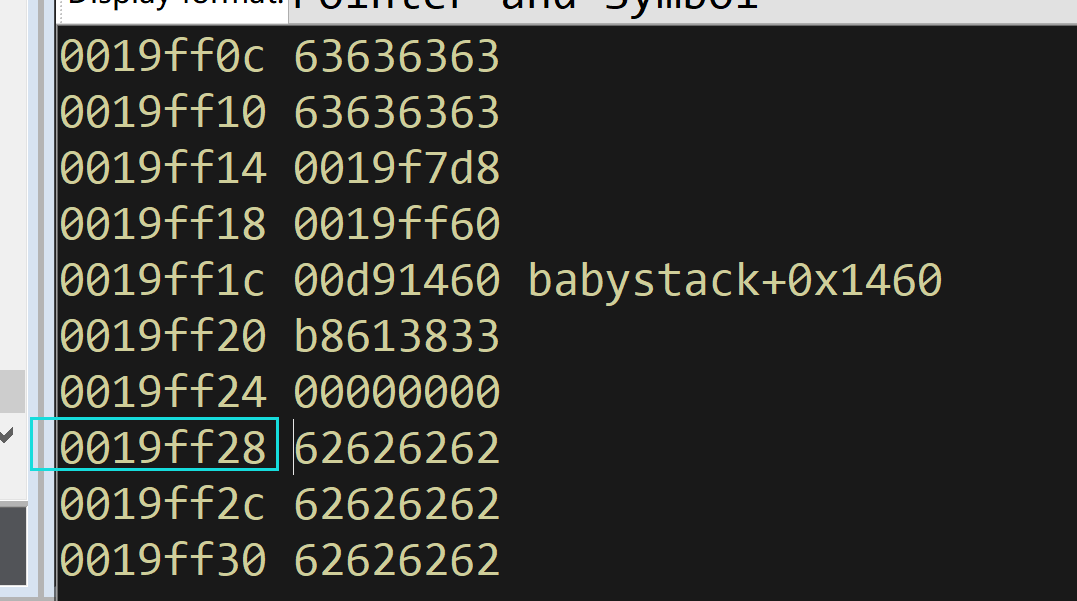 Display format: Pointer and Symbol
0019ff0c 63636363
0019ff10 63636363
0019ff14 0019f7d8
0019ff18 0019ff60
0019ff1c 00d91460 babystack+0x1460
0019ff20 b8613833
0019ff24 00000000
0019ff28 62626262
0019ff2c 62626262
0019ff30 62626262